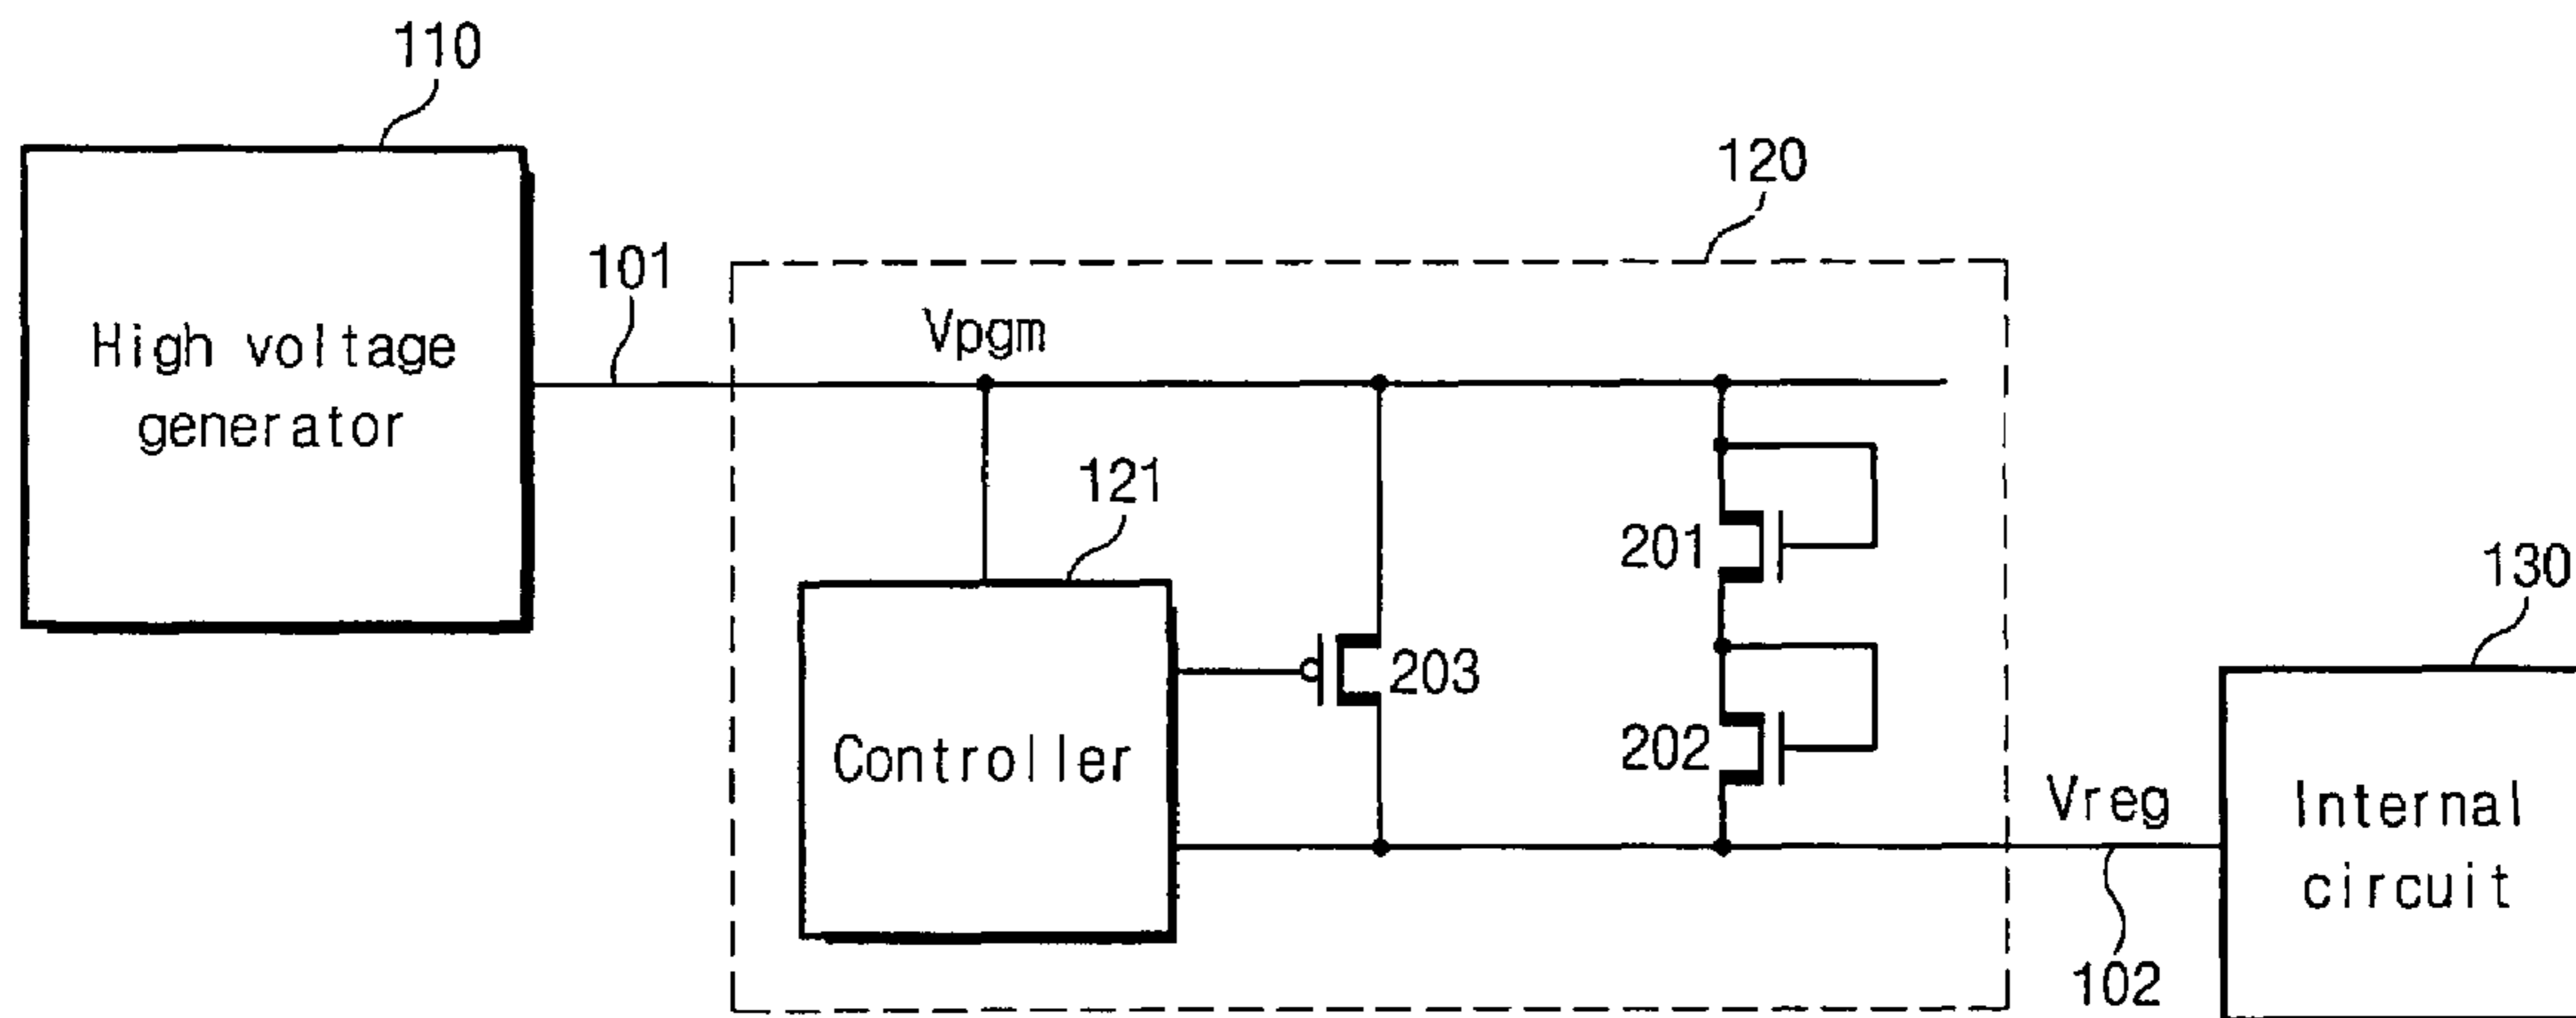 110
High voltage
generator
101
120
Vpgm
121
Controller
203
201
202
Vreg
102
130
Internal
circuit